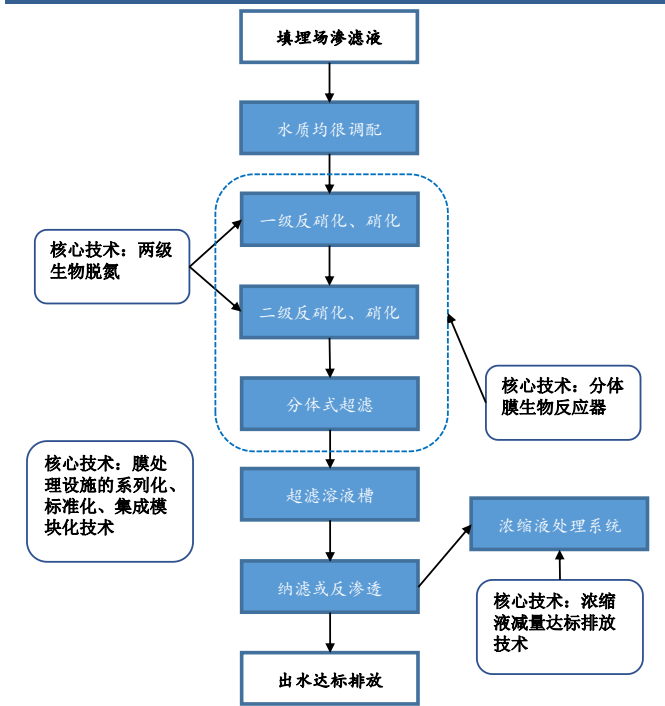 填埋场渗滤液
水质均很调配
一级反硝化、硝化
核心技术：两级
生物脱氮
二级反硝化、硝化
分体式超滤
核心技术：分体
膜生物反应器
核心技术：膜处
理设施的系列化、
标准化、集成模
块化技术
超滤溶液槽
浓缩液处理系统
纳滤或反渗透
核心技术：浓缩
液减量达标排放
技术
出水达标排放